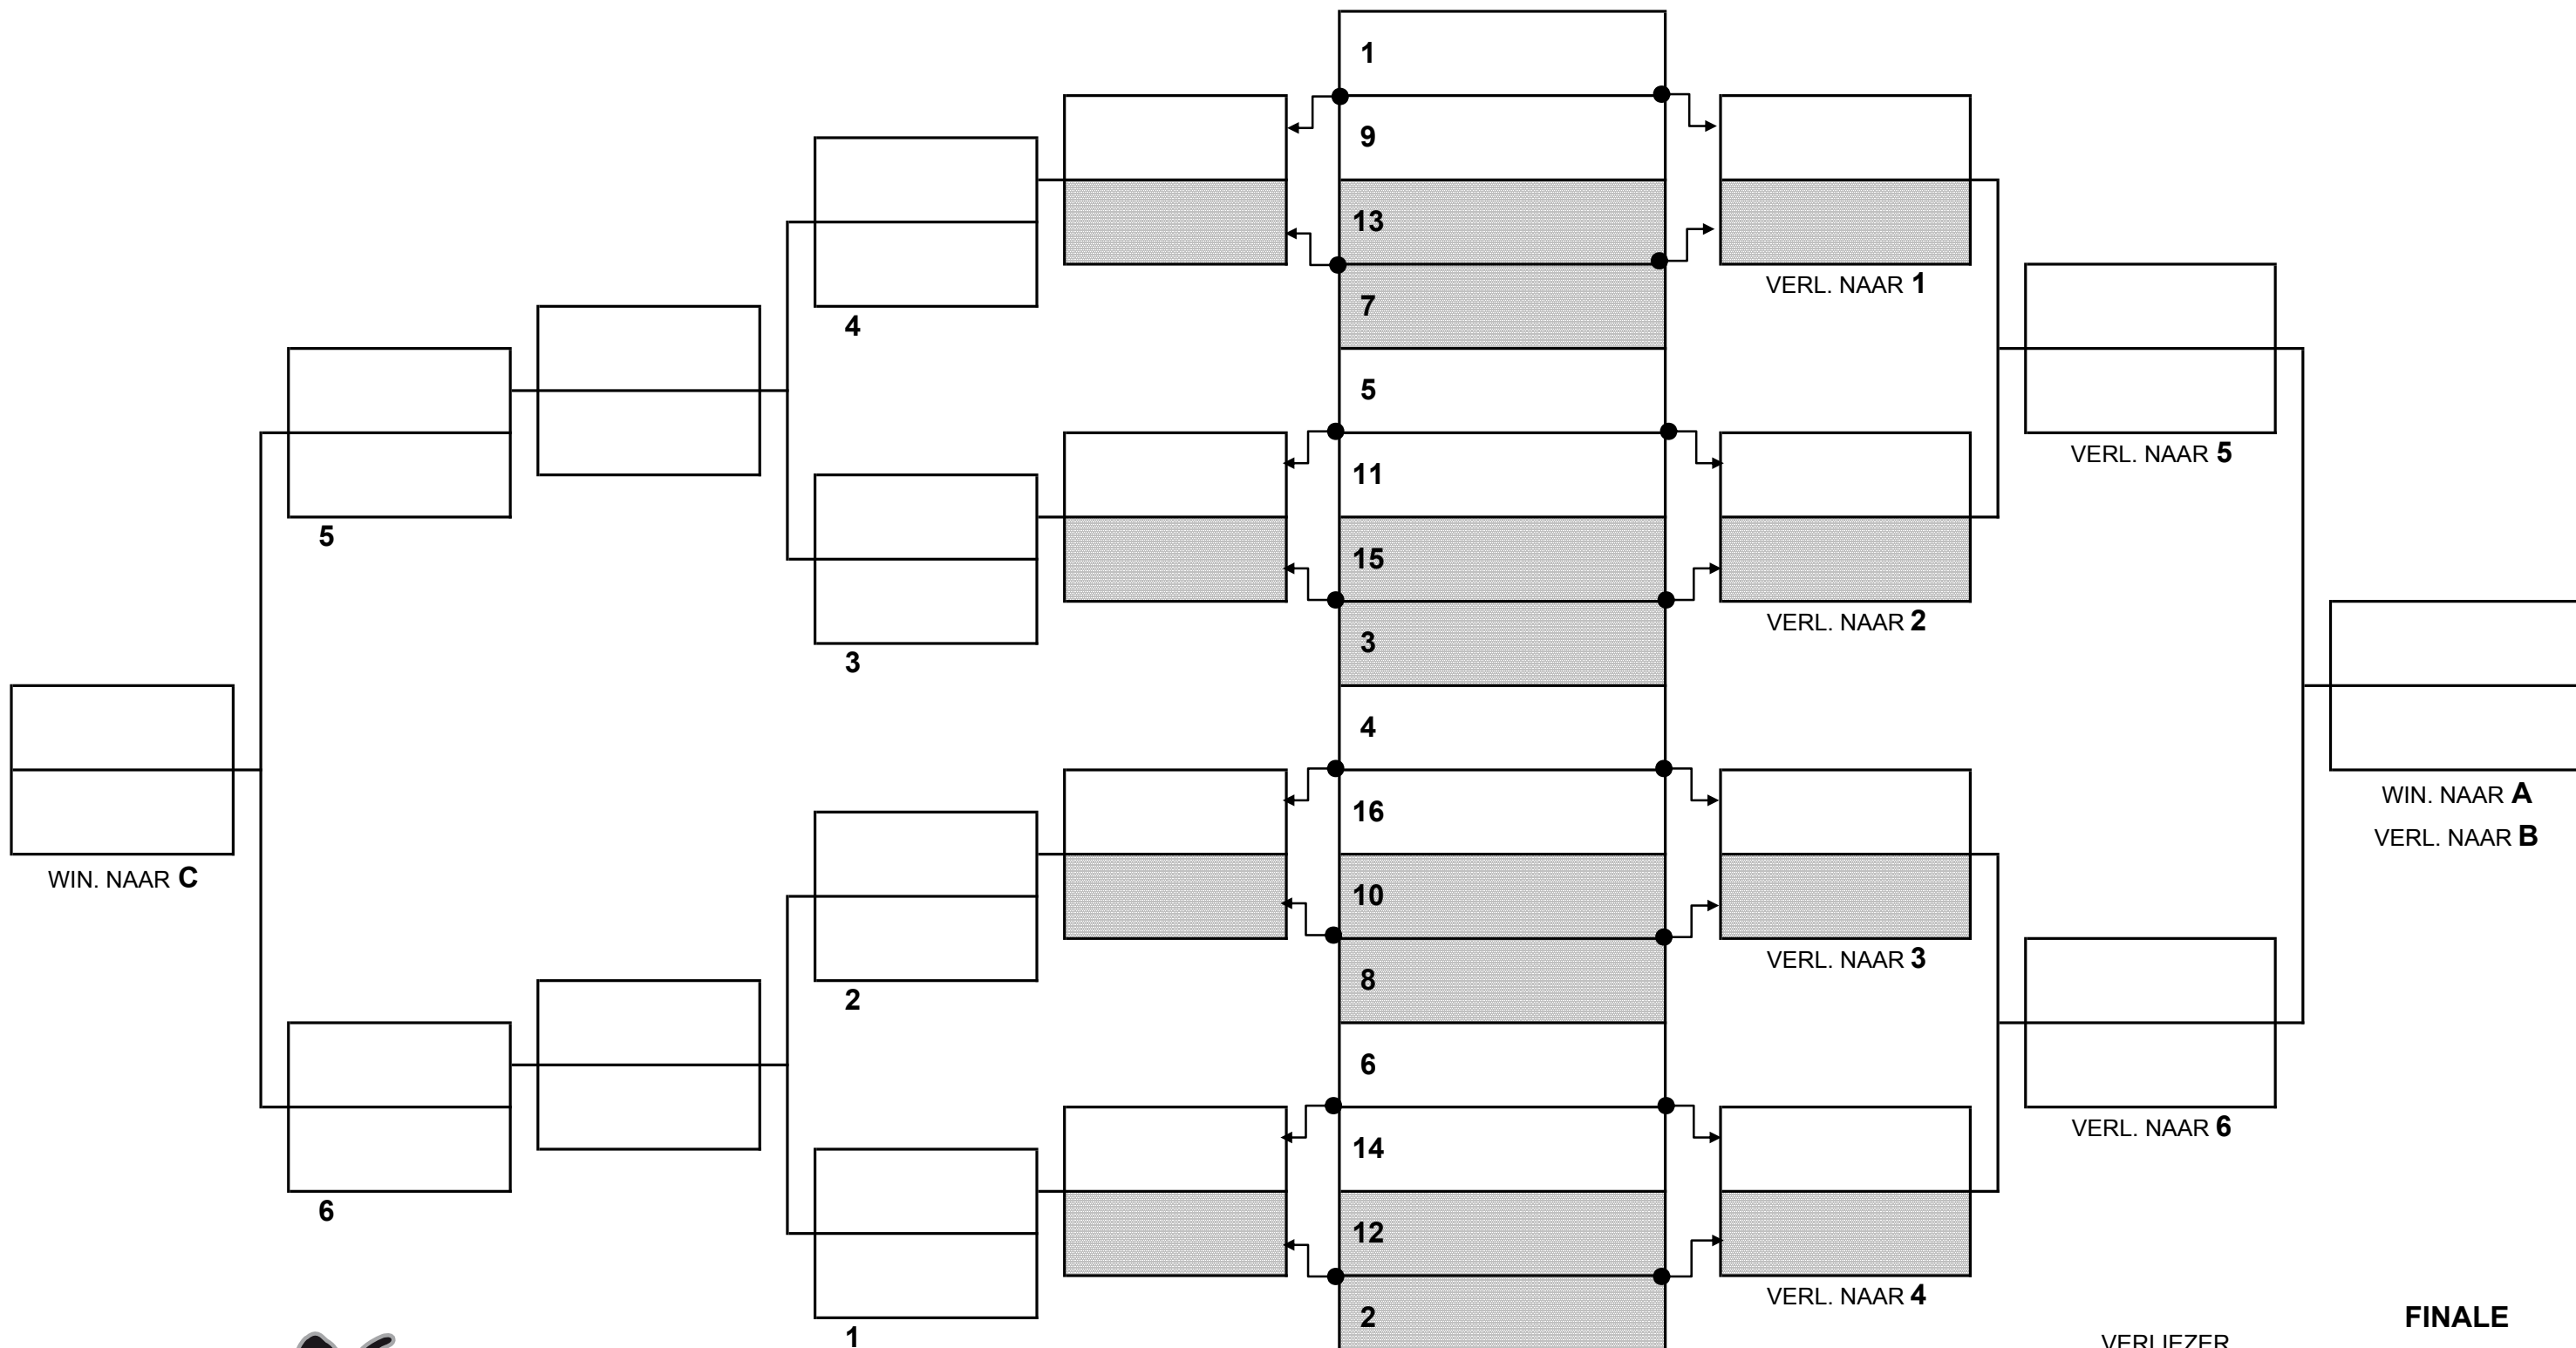 1
9
13
7
VERL. NAAR 1
4
5
11
VERL. NAAR 5
5
15
VERL. NAAR 2
3
3
4
WIN. NAAR A
16
VERL. NAAR B
WIN. NAAR C
10
VERL. NAAR 3
8
2
6
VERL. NAAR 6
14
6
12
VERL. NAAR 4
2
FINALE
1
VERLIEZER